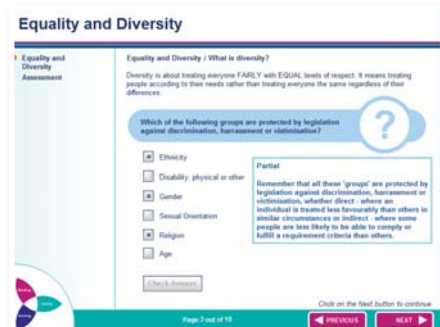 Equality and Diversity
Equality and
Diversity
Assessment
Equality and Diversity / What is diversity?
Diversity is about treating everyone FAIRLY with EQUAL levels of respect. It means treating
people according to their needs rather than treating everyone the same regardless of their
differences.
Which of the following groups are protected by legislation
against discrimination, harrassment or vistimisation?
?
Ethnicity
Disability, physical or other
Gender
Sexual Orientation
Religion
Age
Partial
Remember that all these 'groups' are protected by
legislation against discrimination, harassment or
victimisation, whether direct - where an
individual is treated less favourably than others in
similar circumstances or indirect - where some
people are less likely to be able to comply or
fulfill a requirement criteria than others.
Check Answer
Click on the Next button to continue
Page 3 out of 18
PREVIOUS
NEXT